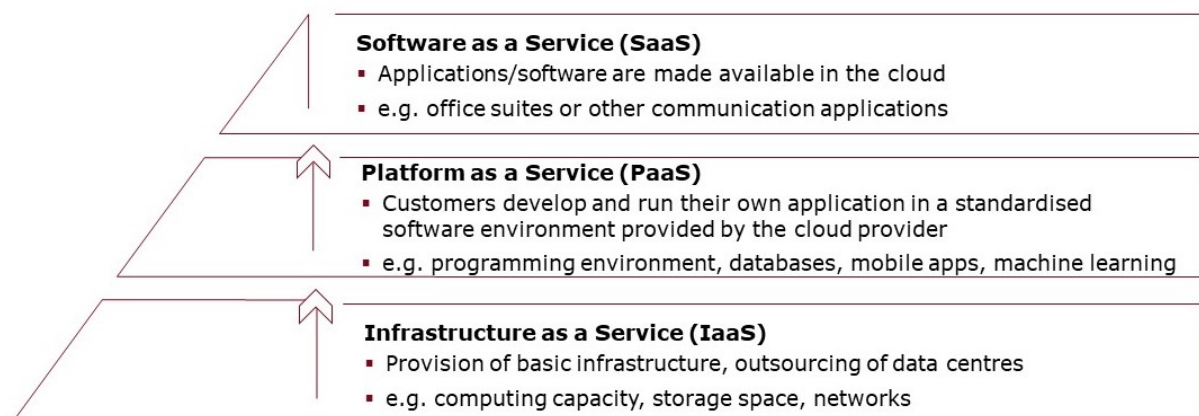 Software as a Service (SaaS)
▪ Applications/software are made available in the cloud
▪ e.g. office suites or other communication applications
Platform as a Service (PaaS)
▪ Customers develop and run their own application in a standardised
software environment provided by the cloud provider
▪ e.g. programming environment, databases, mobile apps, machine learning
Infrastructure as a Service (IaaS)
▪ Provision of basic infrastructure, outsourcing of data centres
▪ e.g. computing capacity, storage space, networks